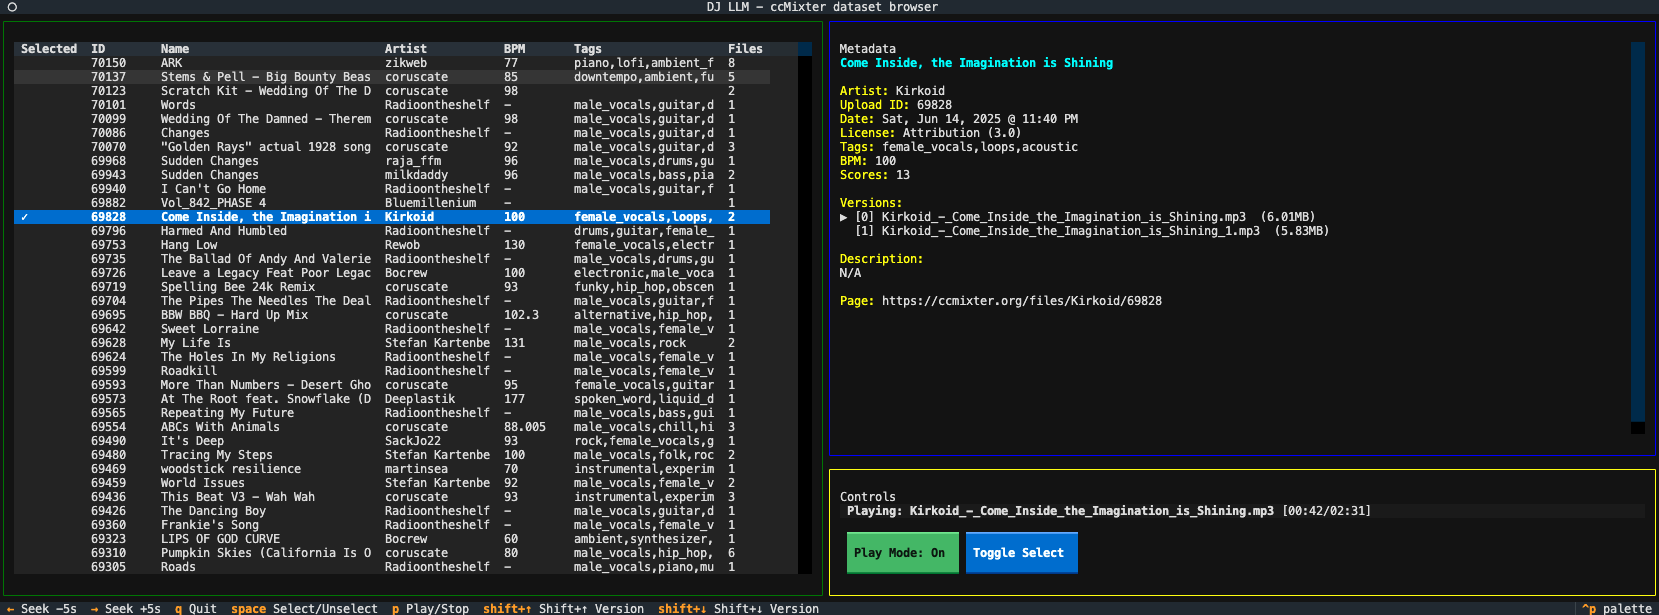 DJ LLM – ccMixter dataset browser
Selected ID Name Artist BPM Tags Files
70150 ARK zikweb 77 piano,lofi,ambient_f 8
70137 Stems & Pell – Big Bounty Beas coruscate 85 downtempo,ambient,fu 5
70123 Scratch Kit – Wedding Of The D coruscate 98 2
70101 Words Radioontheshelf – male_vocals,guitar,d 1
70099 Wedding Of The Damned – Therem coruscate 98 male_vocals,guitar,d 1
70086 Changes Radioontheshelf – male_vocals,guitar,d 1
70070 "Golden Rays" actual 1928 song coruscate 92 male_vocals,guitar,d 3
69968 Sudden Changes raja_ffm 96 male_vocals,drums,gu 1
69943 Sudden Changes milkdaddy 96 male_vocals,bass,pia 2
69940 I Can't Go Home Radioontheshelf – male_vocals,guitar,f 1
69882 Vol_842_PHASE 4 Bluemillenium – 1
✓ 69828 Come Inside, the Imagination i Kirkoid 100 female_vocals,loops, 2
69796 Harmed And Humbled Radioontheshelf – drums,guitar,female_ 1
69753 Hang Low Rewob 130 female_vocals,electr 1
69735 The Ballad Of Andy And Valerie Radioontheshelf – male_vocals,drums,gu 1
69726 Leave a Legacy Feat Poor Legac Bocrew 100 electronic,male_voca 1
69719 Spelling Bee 24k Remix coruscate 93 funky,hip_hop,obscen 1
69704 The Pipes The Needles The Deal Radioontheshelf – male_vocals,guitar,f 1
69695 BBW BBQ – Hard Up Mix coruscate 102.3 alternative,hip_hop, 1
69642 Sweet Lorraine Radioontheshelf – male_vocals,female_v 1
69628 My Life Is Stefan Kartenbe 131 male_vocals,rock 2
69624 The Holes In My Religions Radioontheshelf – male_vocals,female_v 1
69599 Roadkill Radioontheshelf – male_vocals,female_v 1
69593 More Than Numbers – Desert Gho coruscate 95 female_vocals,guitar 1
69573 At The Root feat. Snowflake (D Deeplastik 177 spoken_word,liquid_d 1
69565 Repeating My Future Radioontheshelf – male_vocals,bass,gui 1
69554 ABCs With Animals coruscate 88.005 male_vocals,chill,hi 3
69490 It's Deep SackJo22 93 rock,female_vocals,g 1
69480 Tracing My Steps Stefan Kartenbe 100 male_vocals,folk,roc 2
69469 woodstick resilience martinsea 70 instrumental,experim 1
69459 World Issues Stefan Kartenbe 92 male_vocals,female_v 2
69436 This Beat V3 – Wah Wah coruscate 93 instrumental,experim 3
69426 The Dancing Boy Radioontheshelf – male_vocals,guitar,d 1
69360 Frankie's Song Radioontheshelf – male_vocals,female_v 1
69323 LIPS OF GOD CURVE Bocrew 60 ambient,synthesizer, 1
69310 Pumpkin Skies (California Is O coruscate 80 male_vocals,hip_hop, 6
69305 Roads Radioontheshelf – male_vocals,piano,mu 1
Metadata
Come Inside, the Imagination is Shining
Artist: Kirkoid
Upload ID: 69828
Date: Sat, Jun 14, 2025 @ 11:40 PM
License: Attribution (3.0)
Tags: female_vocals,loops,acoustic
BPM: 100
Scores: 13
Versions:
▶ [0] Kirkoid_-_Come_Inside_the_Imagination_is_Shining.mp3 (6.01MB)
[1] Kirkoid_-_Come_Inside_the_Imagination_is_Shining_1.mp3 (5.83MB)
Description:
N/A
Page: https://ccmixter.org/files/Kirkoid/69828
Controls
Playing: Kirkoid_-_Come_Inside_the_Imagination_is_Shining.mp3 [00:42/02:31]
Play Mode: On Toggle Select
← Seek -5s → Seek +5s q Quit space Select/Unselect p Play/Stop shift+↑ Shift+↑ Version shift+↓ Shift+↓ Version ^p palette